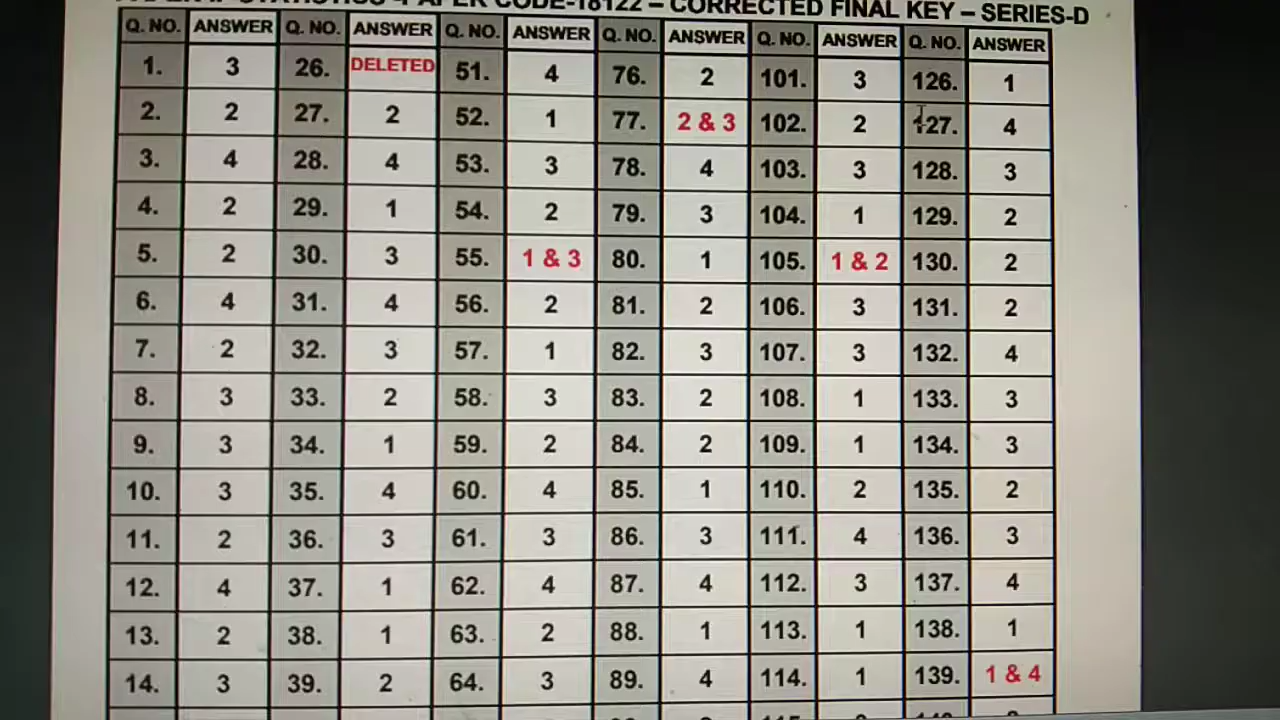 STATISTICS -PAPER CODE-18122 – CORRECTED FINAL KEY – SERIES-D
Q. NO. ANSWER Q. NO. ANSWER Q. NO. ANSWER Q. NO. ANSWER Q. NO. ANSWER Q. NO. ANSWER
1. 3 26. DELETED 51. 4 76. 2 101. 3 126. 1
2. 2 27. 2 52. 1 77. 2 & 3 102. 2 127. 4
3. 4 28. 4 53. 3 78. 4 103. 3 128. 3
4. 2 29. 1 54. 2 79. 3 104. 1 129. 2
5. 2 30. 3 55. 1 & 3 80. 1 105. 1 & 2 130. 2
6. 4 31. 4 56. 2 81. 2 106. 3 131. 2
7. 2 32. 3 57. 1 82. 3 107. 3 132. 4
8. 3 33. 2 58. 3 83. 2 108. 1 133. 3
9. 3 34. 1 59. 2 84. 2 109. 1 134. 3
10. 3 35. 4 60. 4 85. 1 110. 2 135. 2
11. 2 36. 3 61. 3 86. 3 111. 4 136. 3
12. 4 37. 1 62. 4 87. 4 112. 3 137. 4
13. 2 38. 1 63. 2 88. 1 113. 1 138. 1
14. 3 39. 2 64. 3 89. 4 114. 1 139. 1 & 4